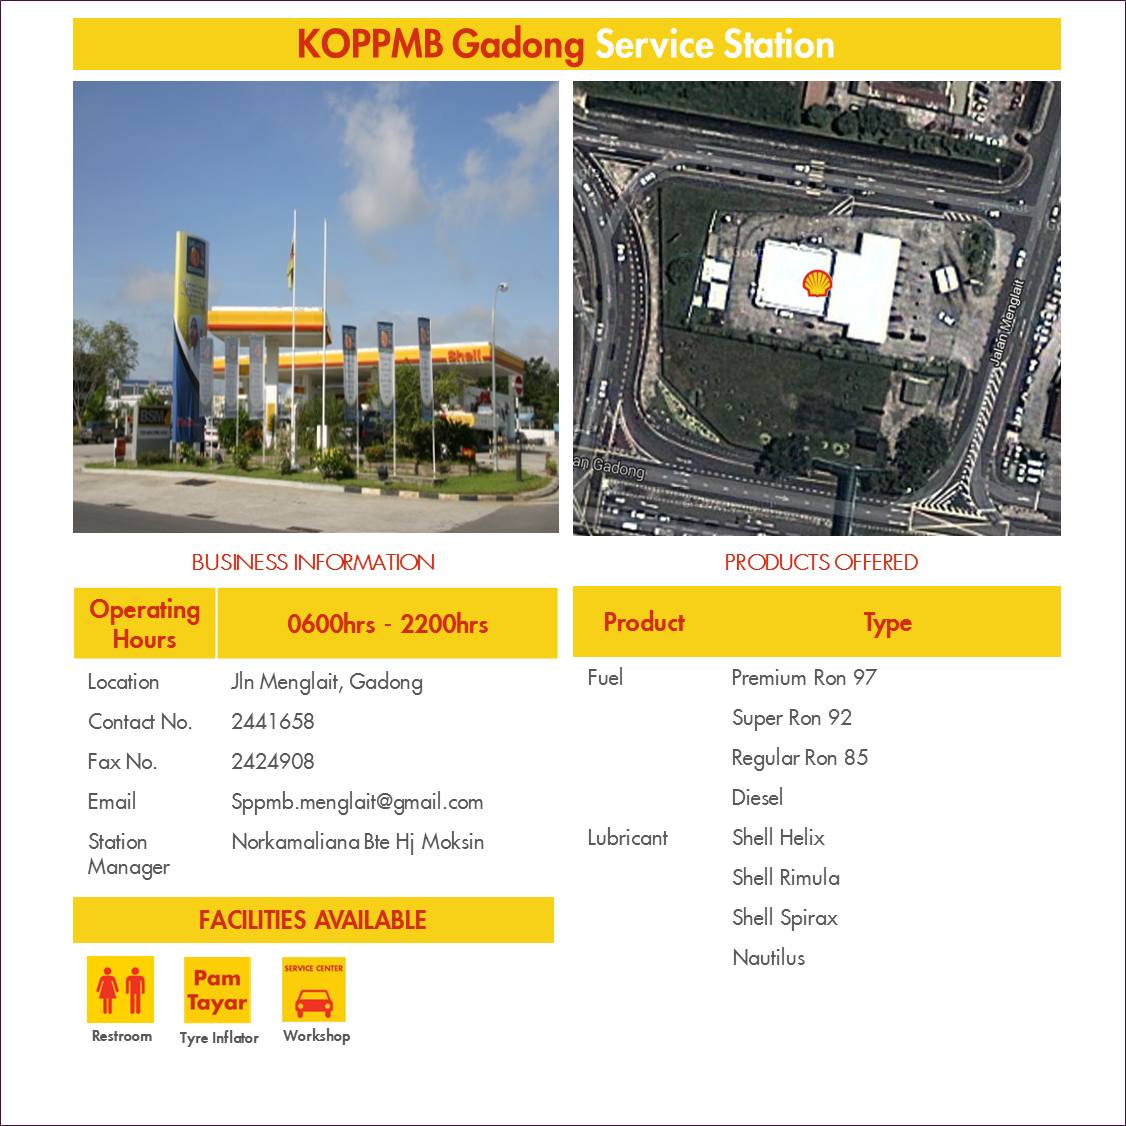 KOPPMB Gadong Service Station
Shell
BSM
Jalan Menglait
an Gadong
BUSINESS INFORMATION
Operating
Hours
0600hrs - 2200hrs
Location
Jln Menglait, Gadong
Contact No.
2441658
Fax No.
2424908
Email
Sppmb.menglait@gmail.com
Station
Manager
Norkamaliana Bte Hj Moksin
FACILITIES AVAILABLE
Restroom
Pam
Tayar
Tyre Inflator
SERVICE CENTER
Workshop
PRODUCTS OFFERED
Product
Type
Fuel
Premium Ron 97
Super Ron 92
Regular Ron 85
Diesel
Lubricant
Shell Helix
Shell Rimula
Shell Spirax
Nautilus